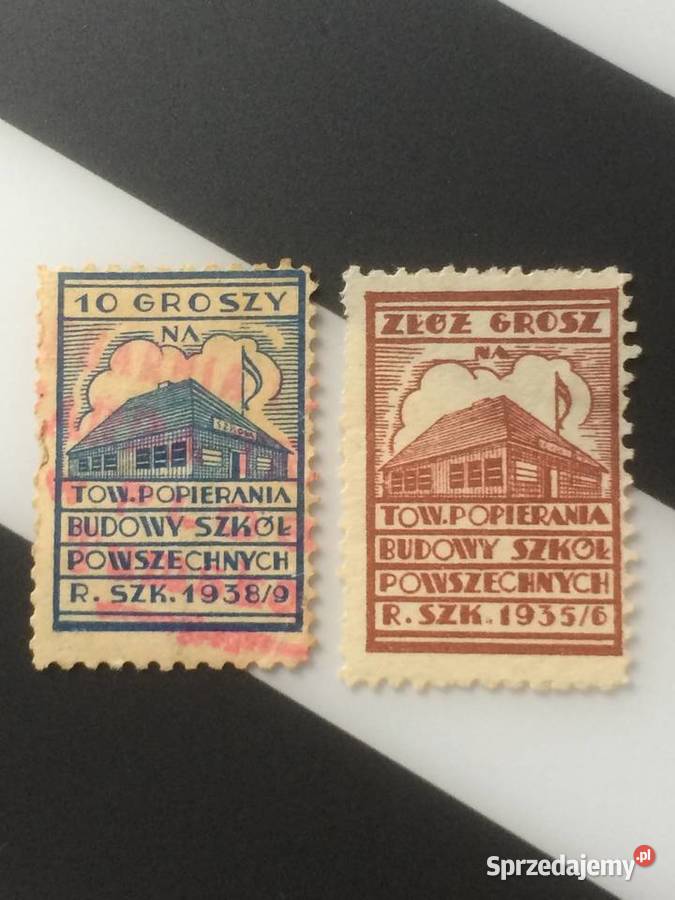 10 GROSZY
NA
SZKOŁA
TOW. POPIERANIA
BUDOWY SZKÓŁ
POWSZECHNYCH
R. SZK. 1938/9
ZŁÓŻ GROSZ
NA
TOW. POPIERANIA
BUDOWY SZKÓŁ
POWSZECHNYCH
R. SZK. 1935/6
Sprzedajemy.pl